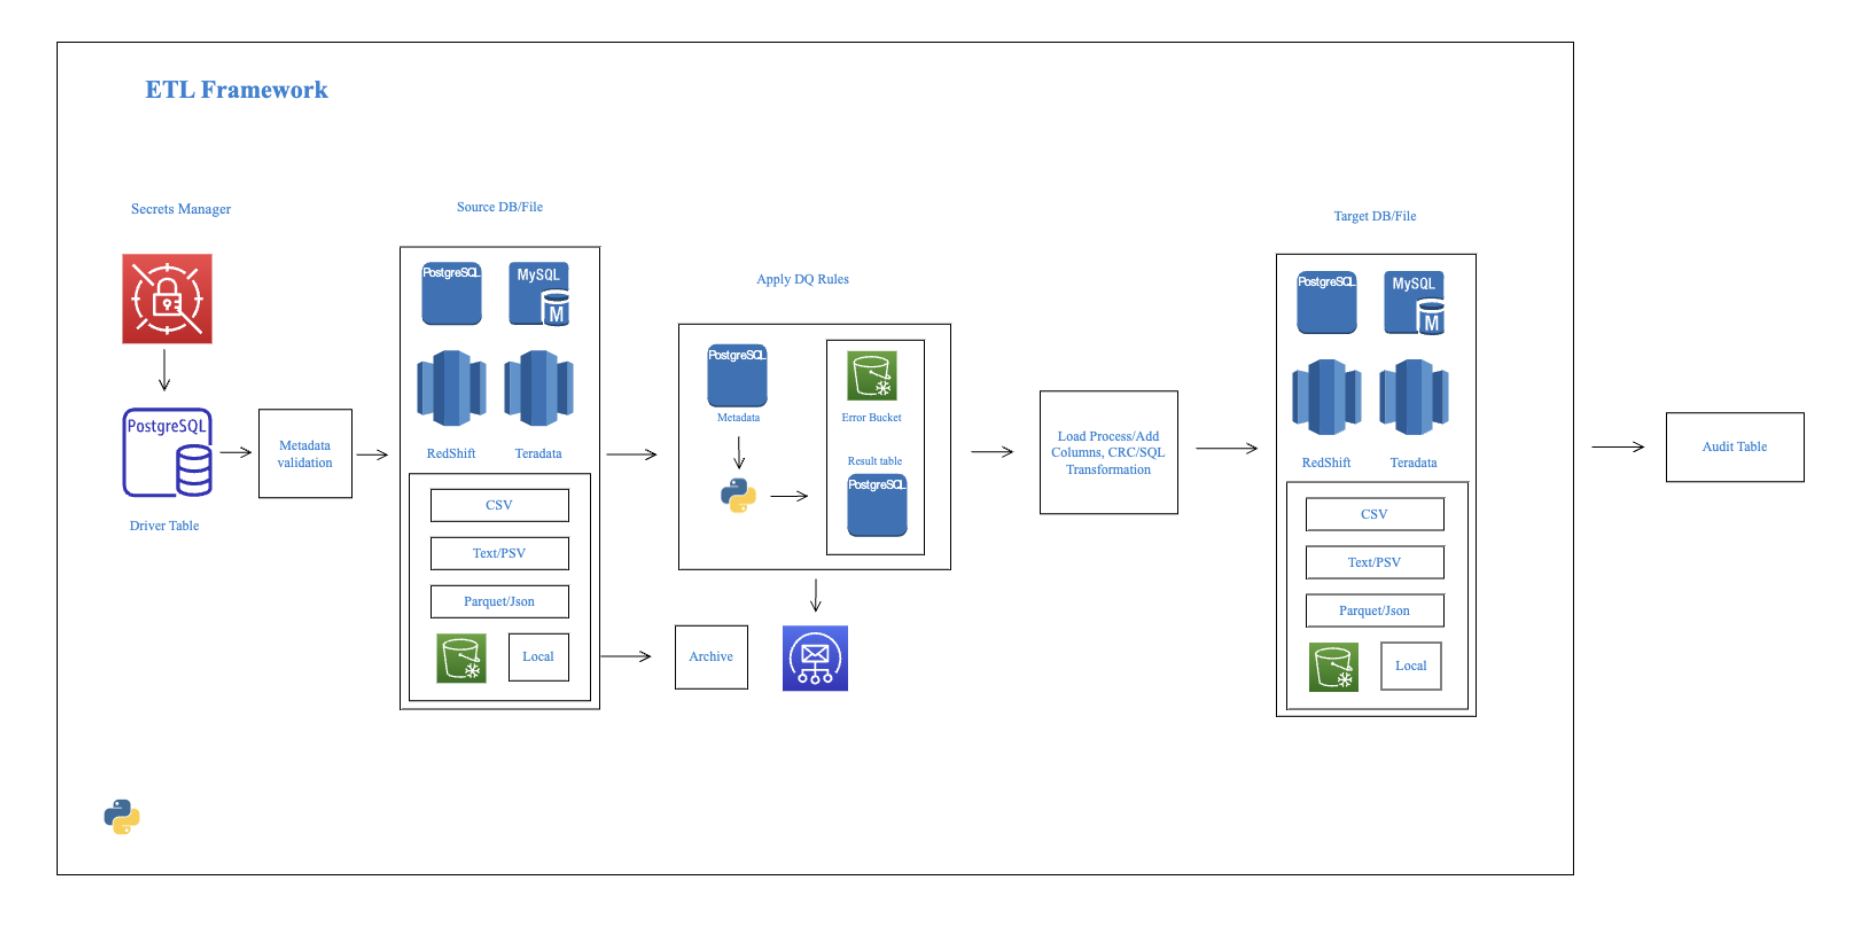 ETL Framework
Secrets Manager
PostgreSQL
Driver Table
Metadata
validation
Source DB/File
PostgreSQL
MySQL
M
RedShift
Teradata
CSV
Text/PSV
Parquet/Json
Local
Archive
Apply DQ Rules
PostgreSQL
Metadata
Error Bucket
Result table
PostgreSQL
Load Process/Add
Columns, CRC/SQL
Transformation
Target DB/File
PostgreSQL
MySQL
M
RedShift
Teradata
CSV
Text/PSV
Parquet/Json
Local
Audit Table